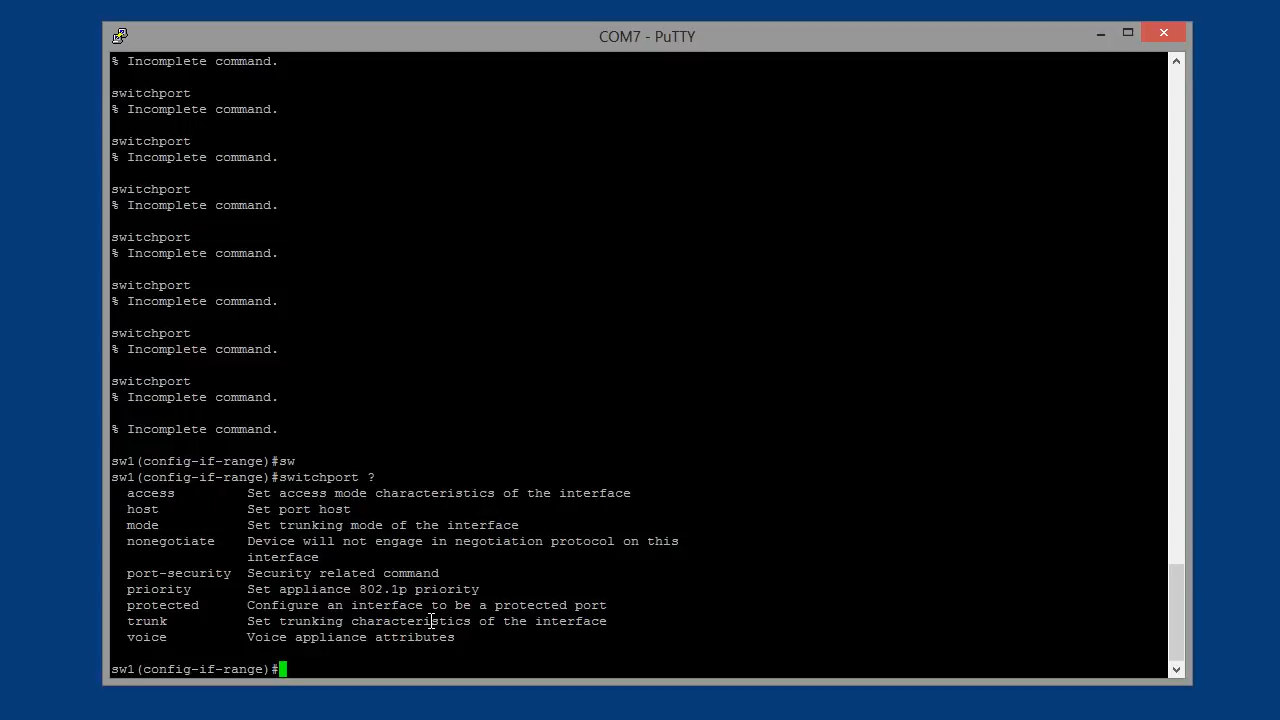 COM7 - PuTTY
% Incomplete command.
switchport
% Incomplete command.
switchport
% Incomplete command.
switchport
% Incomplete command.
switchport
% Incomplete command.
switchport
% Incomplete command.
switchport
% Incomplete command.
switchport
% Incomplete command.
% Incomplete command.
sw1(config-if-range)#sw
sw1(config-if-range)#switchport ?
access Set access mode characteristics of the interface
host Set port host
mode Set trunking mode of the interface
nonegotiate Device will not engage in negotiation protocol on this
interface
port-security Security related command
priority Set appliance 802.1p priority
protected Configure an interface to be a protected port
trunk Set trunking characteristics of the interface
voice Voice appliance attributes
sw1(config-if-range)#